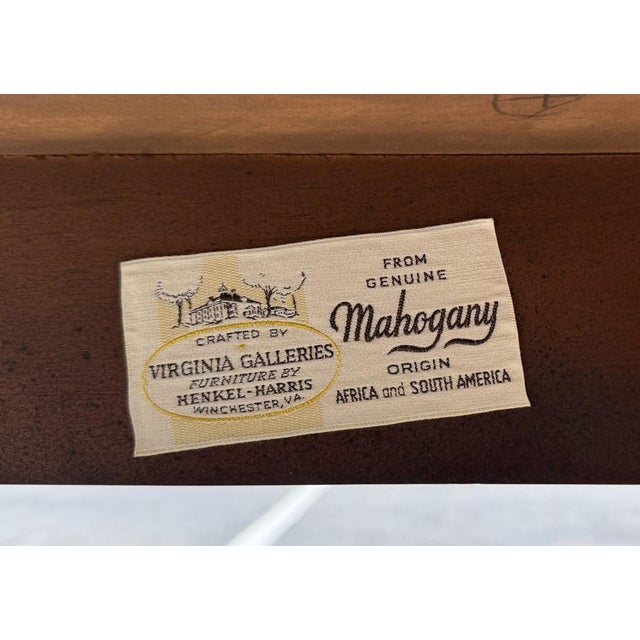 CRAFTED BY
VIRGINIA GALLERIES
FURNITURE BY
HENKEL-HARRIS
WINCHESTER, VA.
FROM
GENUINE
Mahogany
ORIGIN
AFRICA and SOUTH AMERICA